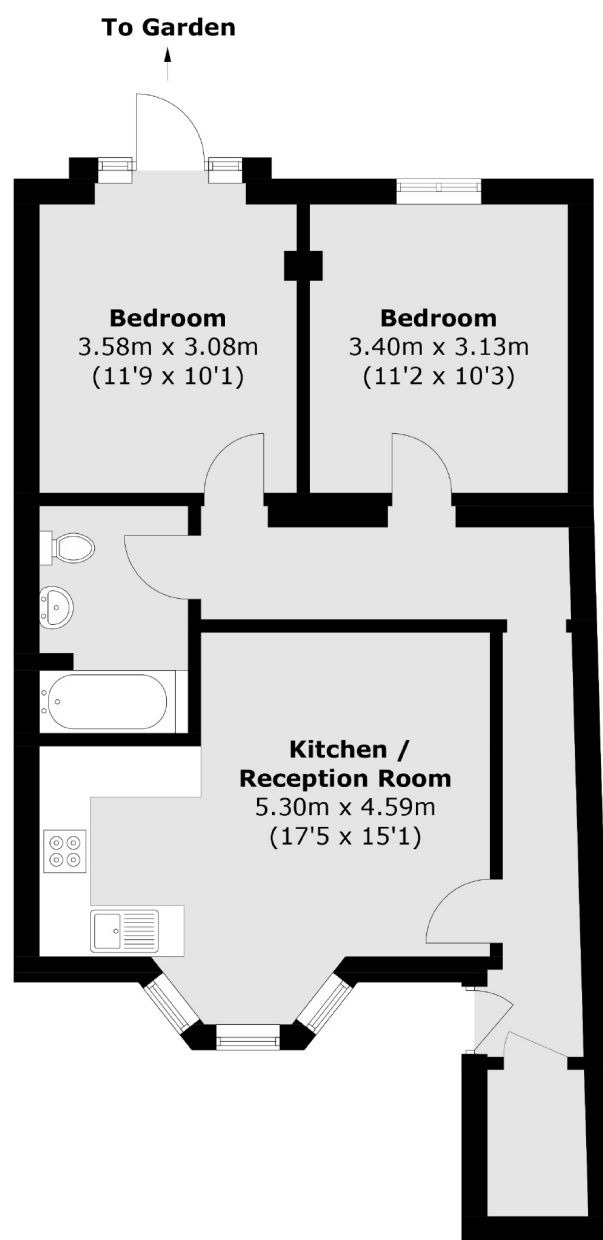 To Garden
Bedroom
3.58m x 3.08m
(11'9 x 10'1)
Bedroom
3.40m x 3.13m
(11'2 x 10'3)
Kitchen /
Reception Room
5.30m x 4.59m
(17'5 x 15'1)